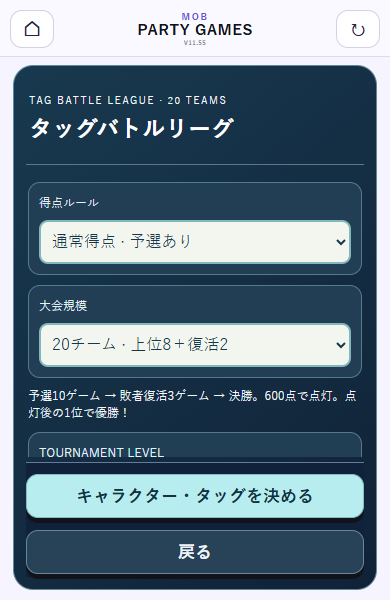 MOB
PARTY GAMES
V11.55
TAG BATTLE LEAGUE · 20 TEAMS
タッグバトルリーグ
得点ルール
通常得点・予選あり
大会規模
20チーム・上位8＋復活2
予選10ゲーム → 敗者復活3ゲーム → 決勝。600点で点灯。点
灯後の1位で優勝！
TOURNAMENT LEVEL
キャラクター・タッグを決める
戻る